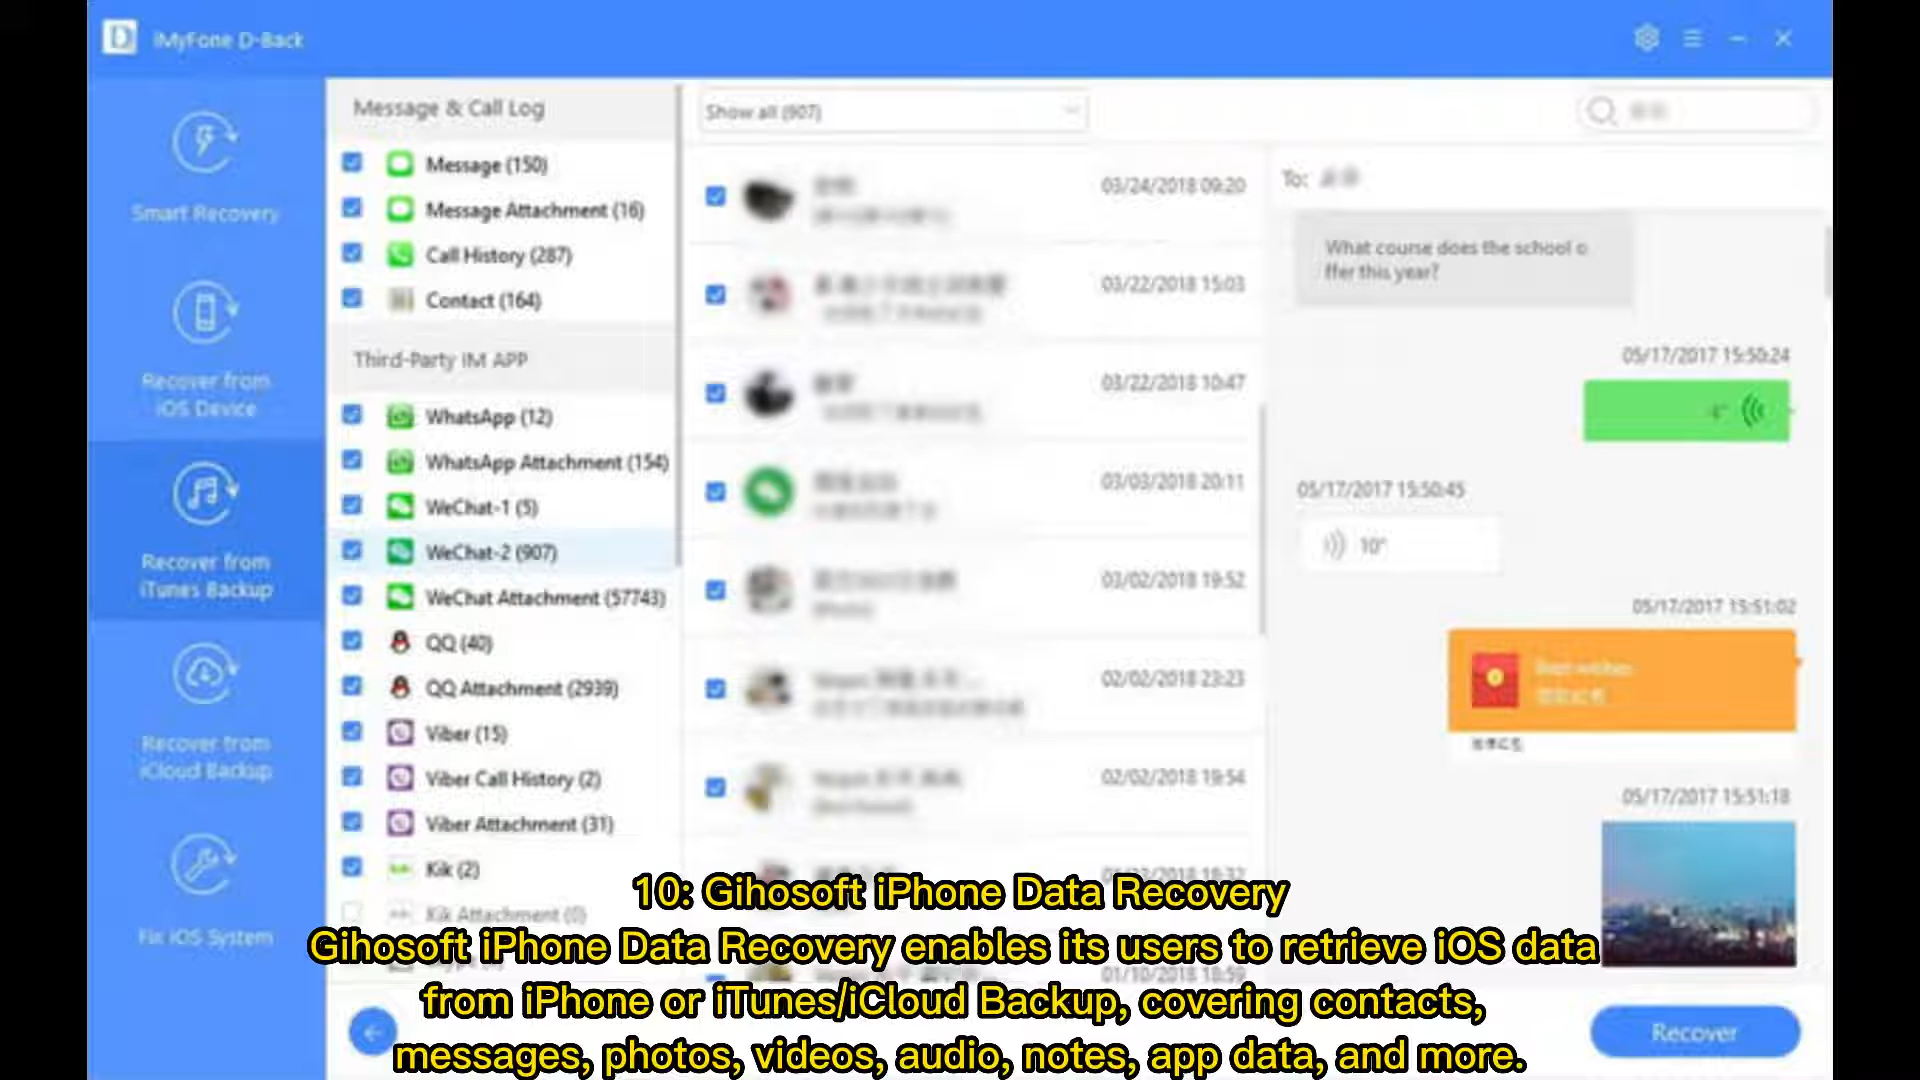 iMyFone D-Back
Smart Recovery
Recover from
iOS Device
Recover from
iTunes Backup
Recover from
iCloud Backup
Fix iOS System
Message & Call Log
Message (150)
Message Attachment (16)
Call History (287)
Contact (164)
Third-Party IM APP
WhatsApp (12)
WhatsApp Attachment (154)
WeChat-1 (5)
WeChat-2 (907)
WeChat Attachment (57743)
QQ (40)
QQ Attachment (2939)
Viber (15)
Viber Call History (2)
Viber Attachment (31)
Kik (2)
Kik Attachment (0)
Show all (907)
03/24/2018 09:20
03/22/2018 15:03
03/22/2018 10:47
03/03/2018 20:11
03/02/2018 19:52
02/02/2018 23:23
02/02/2018 19:54
01/10/2018 18:59
To:
What course does the school o
ffer this year?
05/17/2017 15:50:24
05/17/2017 15:50:45
10"
05/17/2017 15:51:02
05/17/2017 15:51:18
Recover
10: Gihosoft iPhone Data Recovery
Gihosoft iPhone Data Recovery enables its users to retrieve iOS data
from iPhone or iTunes/iCloud Backup, covering contacts,
messages, photos, videos, audio, notes, app data, and more.